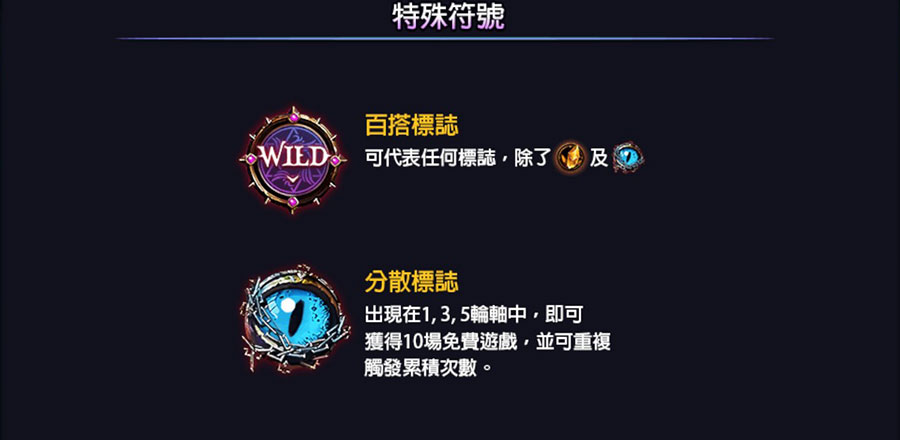 特殊符號
百搭標誌
WILD
可代表任何標誌，除了 及
分散標誌
出現在1, 3, 5輪軸中，即可
獲得10場免費遊戲，並可重複
觸發累積次數。